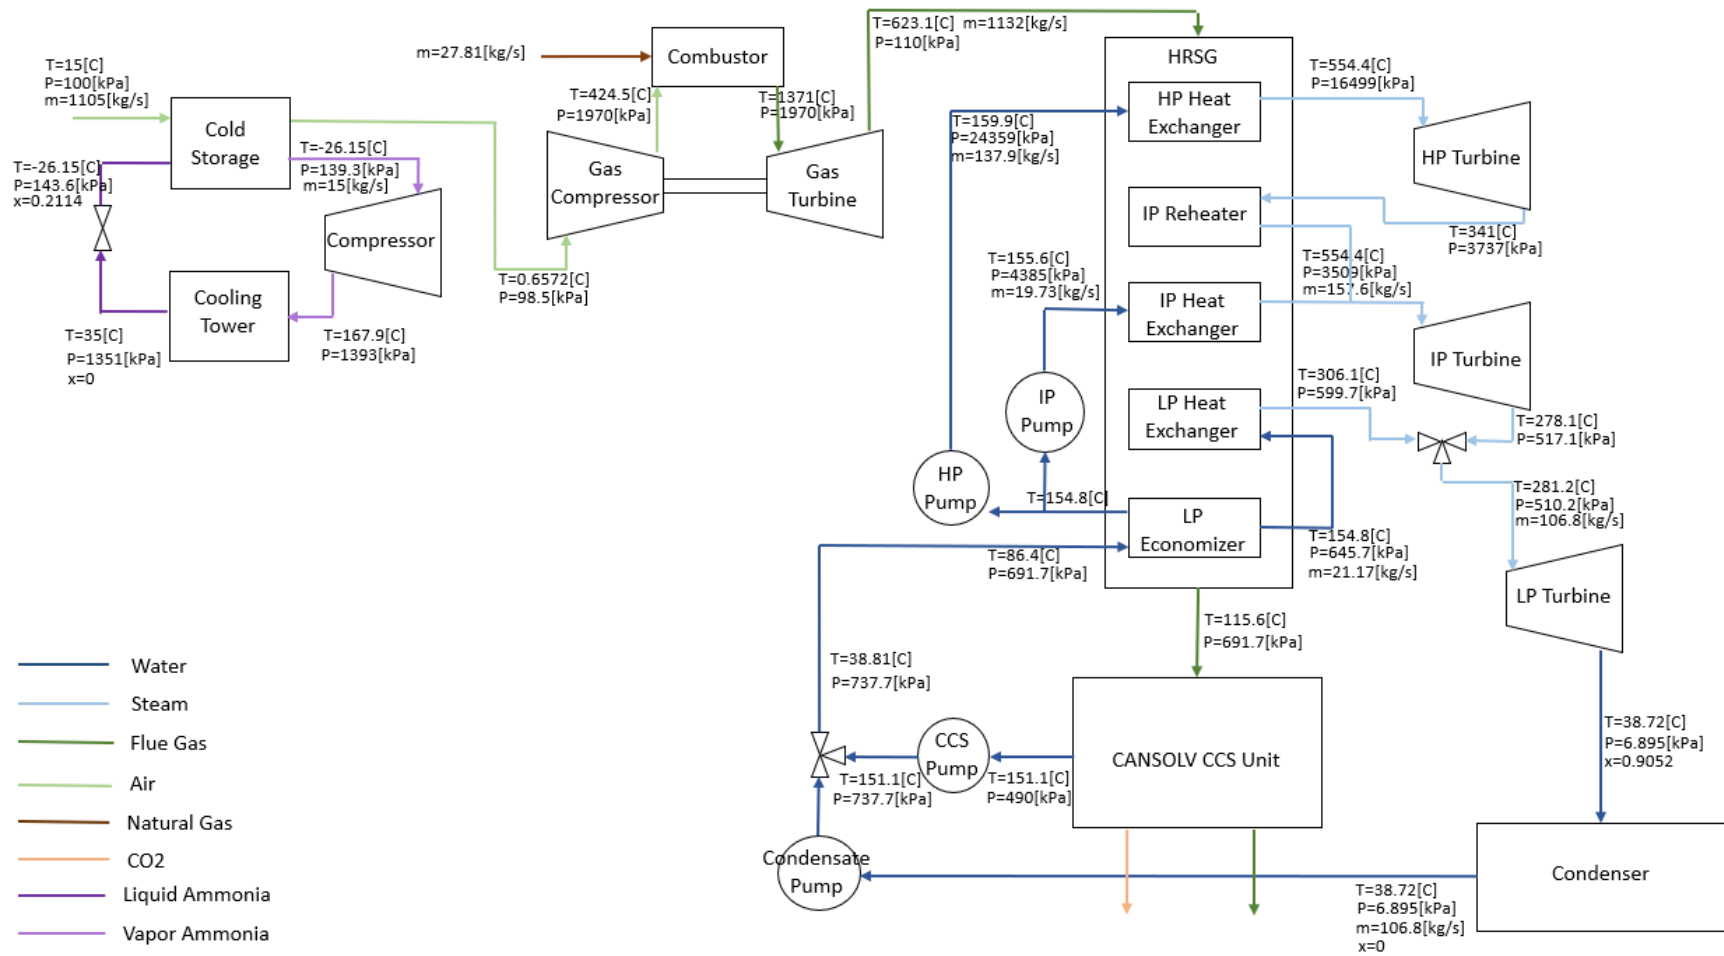 T=15[C]
P=100[kPa]
m=1105[kg/s]
Cold
Storage
T=-26.15[C]
P=143.6[kPa]
x=0.2114
T=-26.15[C]
P=139.3[kPa]
m=15[kg/s]
Compressor
Cooling
Tower
T=35[C]
P=1351[kPa]
x=0
T=167.9[C]
P=1393[kPa]
m=27.81[kg/s]
Combustor
T=424.5[C]
P=1970[kPa]
T=1371[C]
P=1970[kPa]
Gas
Compressor
Gas
Turbine
T=0.6572[C]
P=98.5[kPa]
T=623.1[C] m=1132[kg/s]
P=110[kPa]
HRSG
HP Heat
Exchanger
T=554.4[C]
P=16499[kPa]
HP Turbine
T=159.9[C]
P=24359[kPa]
m=137.9[kg/s]
IP Reheater
T=341[C]
P=3737[kPa]
T=155.6[C]
P=4385[kPa]
m=19.73[kg/s]
IP Heat
Exchanger
T=554.4[C]
P=3509[kPa]
m=157.6[kg/s]
IP Turbine
IP
Pump
LP Heat
Exchanger
T=306.1[C]
P=599.7[kPa]
T=278.1[C]
P=517.1[kPa]
HP
Pump
T=154.8[C]
LP
Economizer
T=281.2[C]
P=510.2[kPa]
m=106.8[kg/s]
T=154.8[C]
P=645.7[kPa]
m=21.17[kg/s]
T=86.4[C]
P=691.7[kPa]
LP Turbine
T=115.6[C]
P=691.7[kPa]
T=38.81[C]
P=737.7[kPa]
CCS
Pump
T=151.1[C]
P=737.7[kPa]
T=151.1[C]
P=490[kPa]
CANSOLV CCS Unit
T=38.72[C]
P=6.895[kPa]
x=0.9052
Condensate
Pump
Condenser
T=38.72[C]
P=6.895[kPa]
m=106.8[kg/s]
x=0
Water
Steam
Flue Gas
Air
Natural Gas
CO2
Liquid Ammonia
Vapor Ammonia